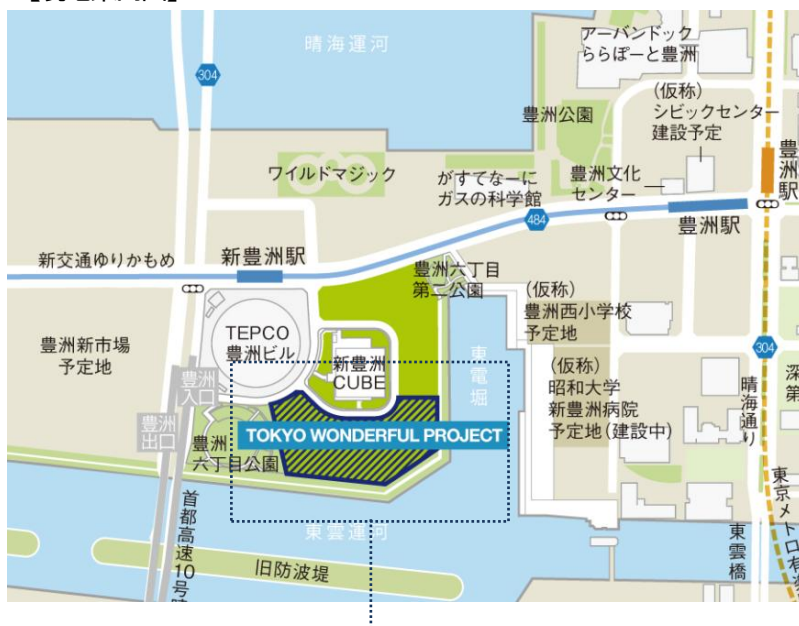 晴海運河
304
アーバンドック
ららぽーと豊洲
豊洲公園
(仮称)
シビックセンター
建設予定
ワイルドマジック
がすてなーに
ガスの科学館
豊洲文化
センター
豊洲駅
484
豊洲駅
新交通ゆりかもめ
新豊洲駅
豊洲六丁目
第二公園
(仮称)
豊洲西小学校
予定地
豊洲新市場
予定地
TEPCO
豊洲ビル
新豊洲
CUBE
東電堀
304
(仮称)
昭和大学
新豊洲病院
予定地(建設中)
晴海通り
深
第
豊洲
入口
豊洲
出口
豊洲
六丁目公園
TOKYO WONDERFUL PROJECT
首都高速10号
東雲運河
旧防波堤
東雲橋
東京メトロ有